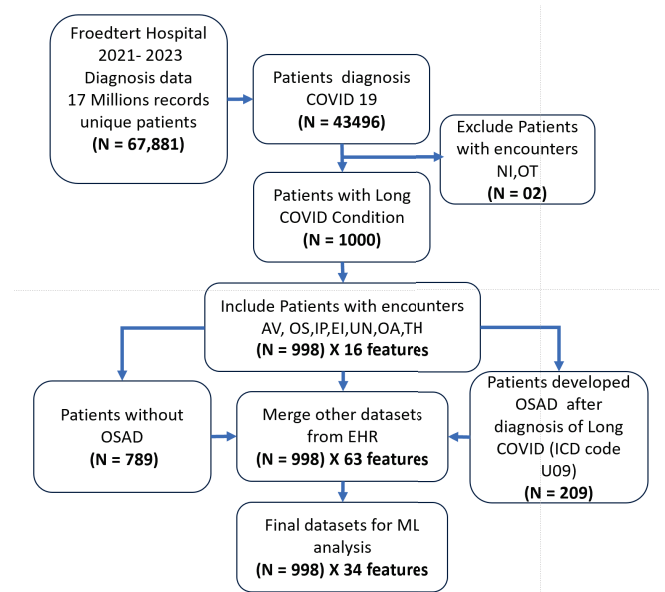 Froedtert Hospital
2021- 2023
Diagnosis data
17 Millions records
unique patients
(N = 67,881)
Patients diagnosis
COVID 19
(N = 43496)
Exclude Patients
with encounters
NI,OT
(N = 02)
Patients with Long
COVID Condition
(N = 1000)
Include Patients with encounters
AV, OS,IP,EI,UN,OA,TH
(N = 998) X 16 features
Patients without
OSAD
(N = 789)
Merge other datasets
from EHR
(N = 998) X 63 features
Patients developed
OSAD after
diagnosis of Long
COVID (ICD code
U09)
(N = 209)
Final datasets for ML
analysis
(N = 998) X 34 features